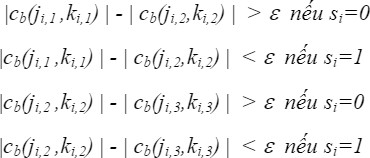 |c_b(j_{i,1},k_{i,1}) | - | c_b(j_{i,2},k_{i,2}) | > ε nếu s_i=0
|c_b(j_{i,1},k_{i,1}) | - | c_b(j_{i,2},k_{i,2}) | < ε nếu s_i=1
|c_b(j_{i,2},k_{i,2}) | - | c_b(j_{i,3},k_{i,3}) | > ε nếu s_i=0
|c_b(j_{i,2},k_{i,2}) | - | c_b(j_{i,3},k_{i,3}) | < ε nếu s_i=1